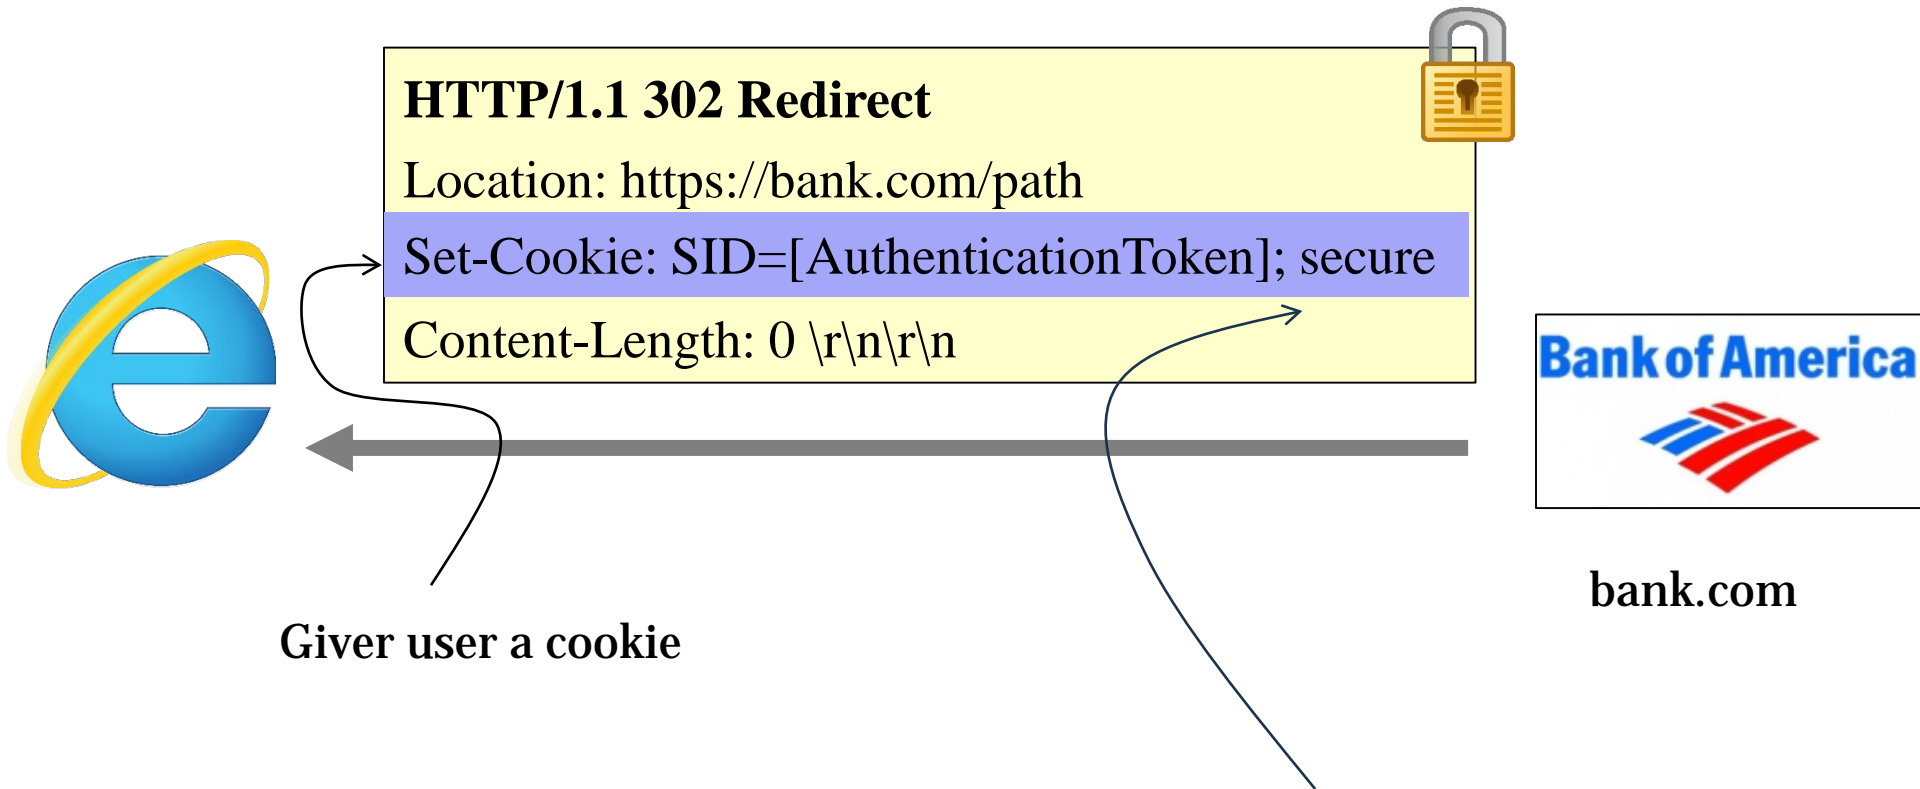 HTTP/1.1 302 Redirect
Location: https://bank.com/path
Set-Cookie: SID=[AuthenticationToken]; secure
Content-Length: 0 \r\n\r\n
Bank of America
bank.com
Giver user a cookie